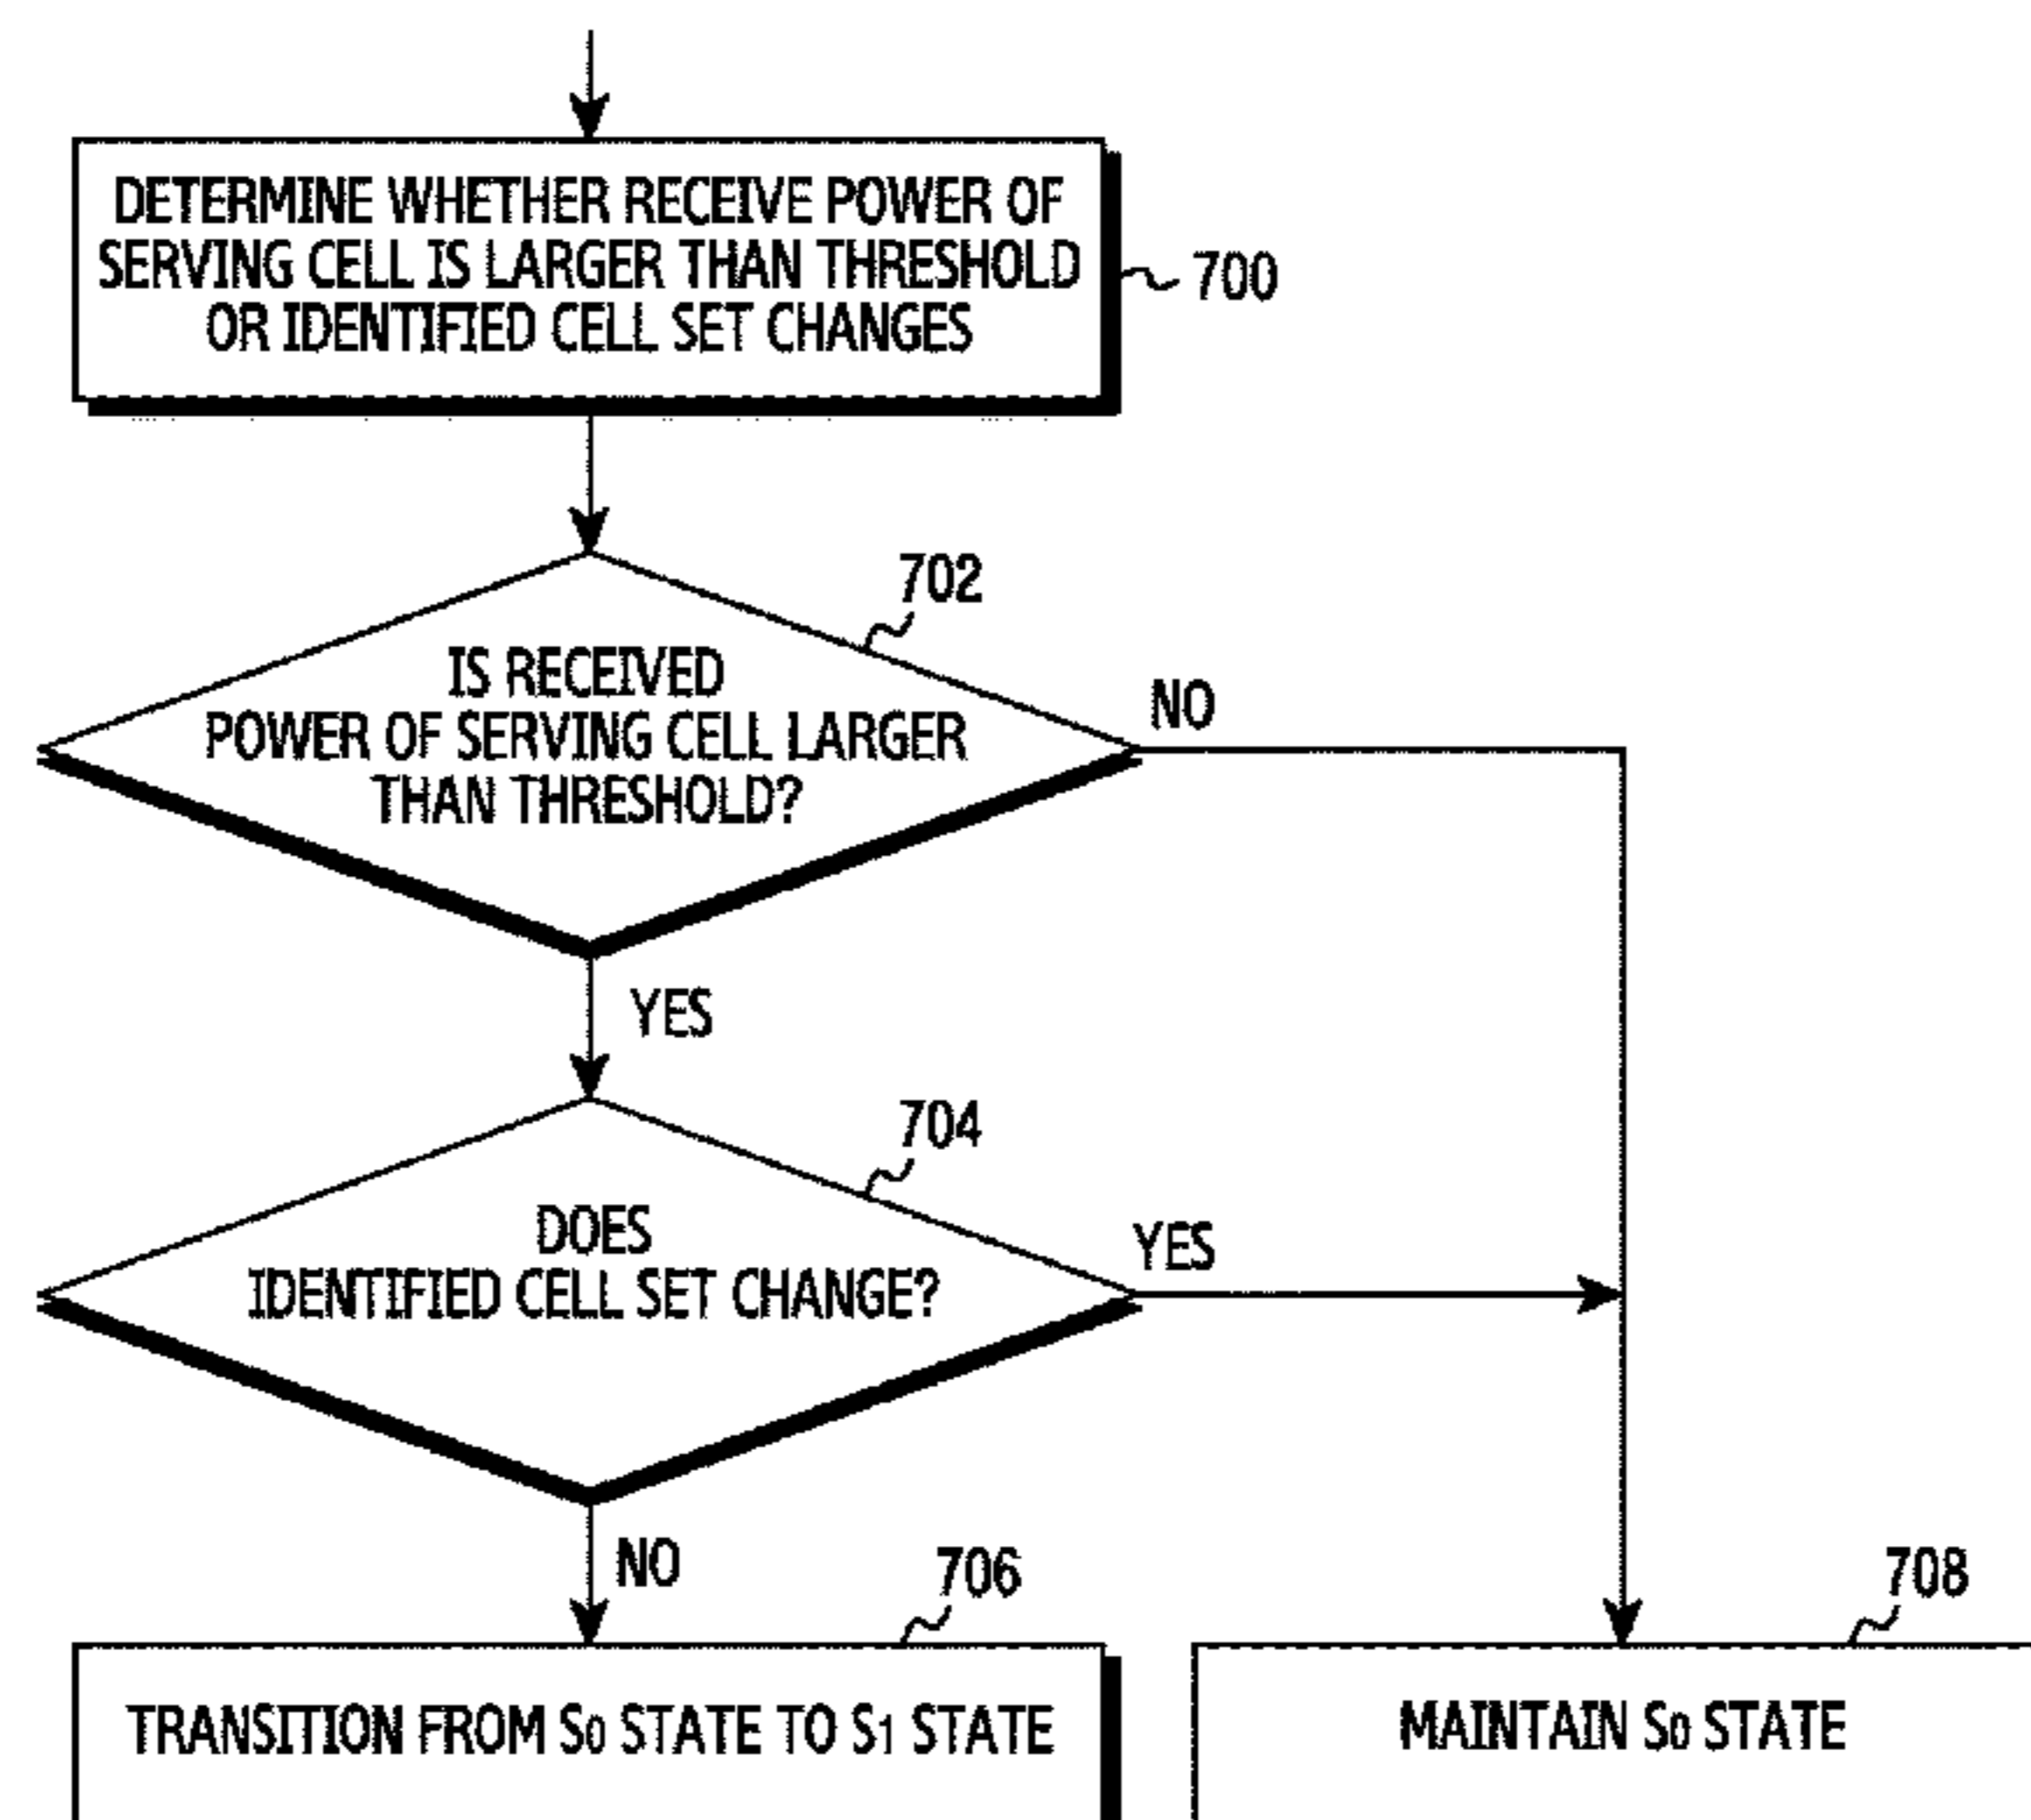 DETERMINE WHETHER RECEIVE POWER OF
SERVING CELL IS LARGER THAN THRESHOLD
OR IDENTIFIED CELL SET CHANGES
700
702
IS RECEIVED
POWER OF SERVING CELL LARGER
THAN THRESHOLD?
NO
YES
704
DOES
IDENTIFIED CELL SET CHANGE?
YES
NO
706
708
TRANSITION FROM S0 STATE TO S1 STATE
MAINTAIN S0 STATE